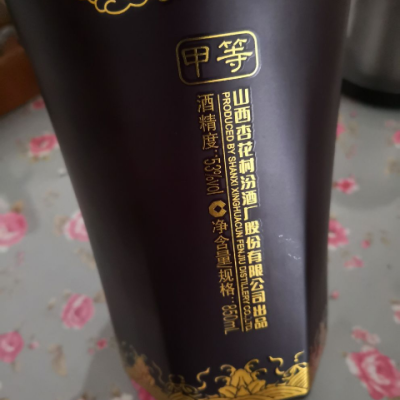 甲等
山西杏花村汾酒厂股份有限公司出品
PRODUCED BY SHANXI XINGHUACUN FENJIU DISTILLERY CO.,LTD.
酒精度:53%vol 净含量/规格:850mL